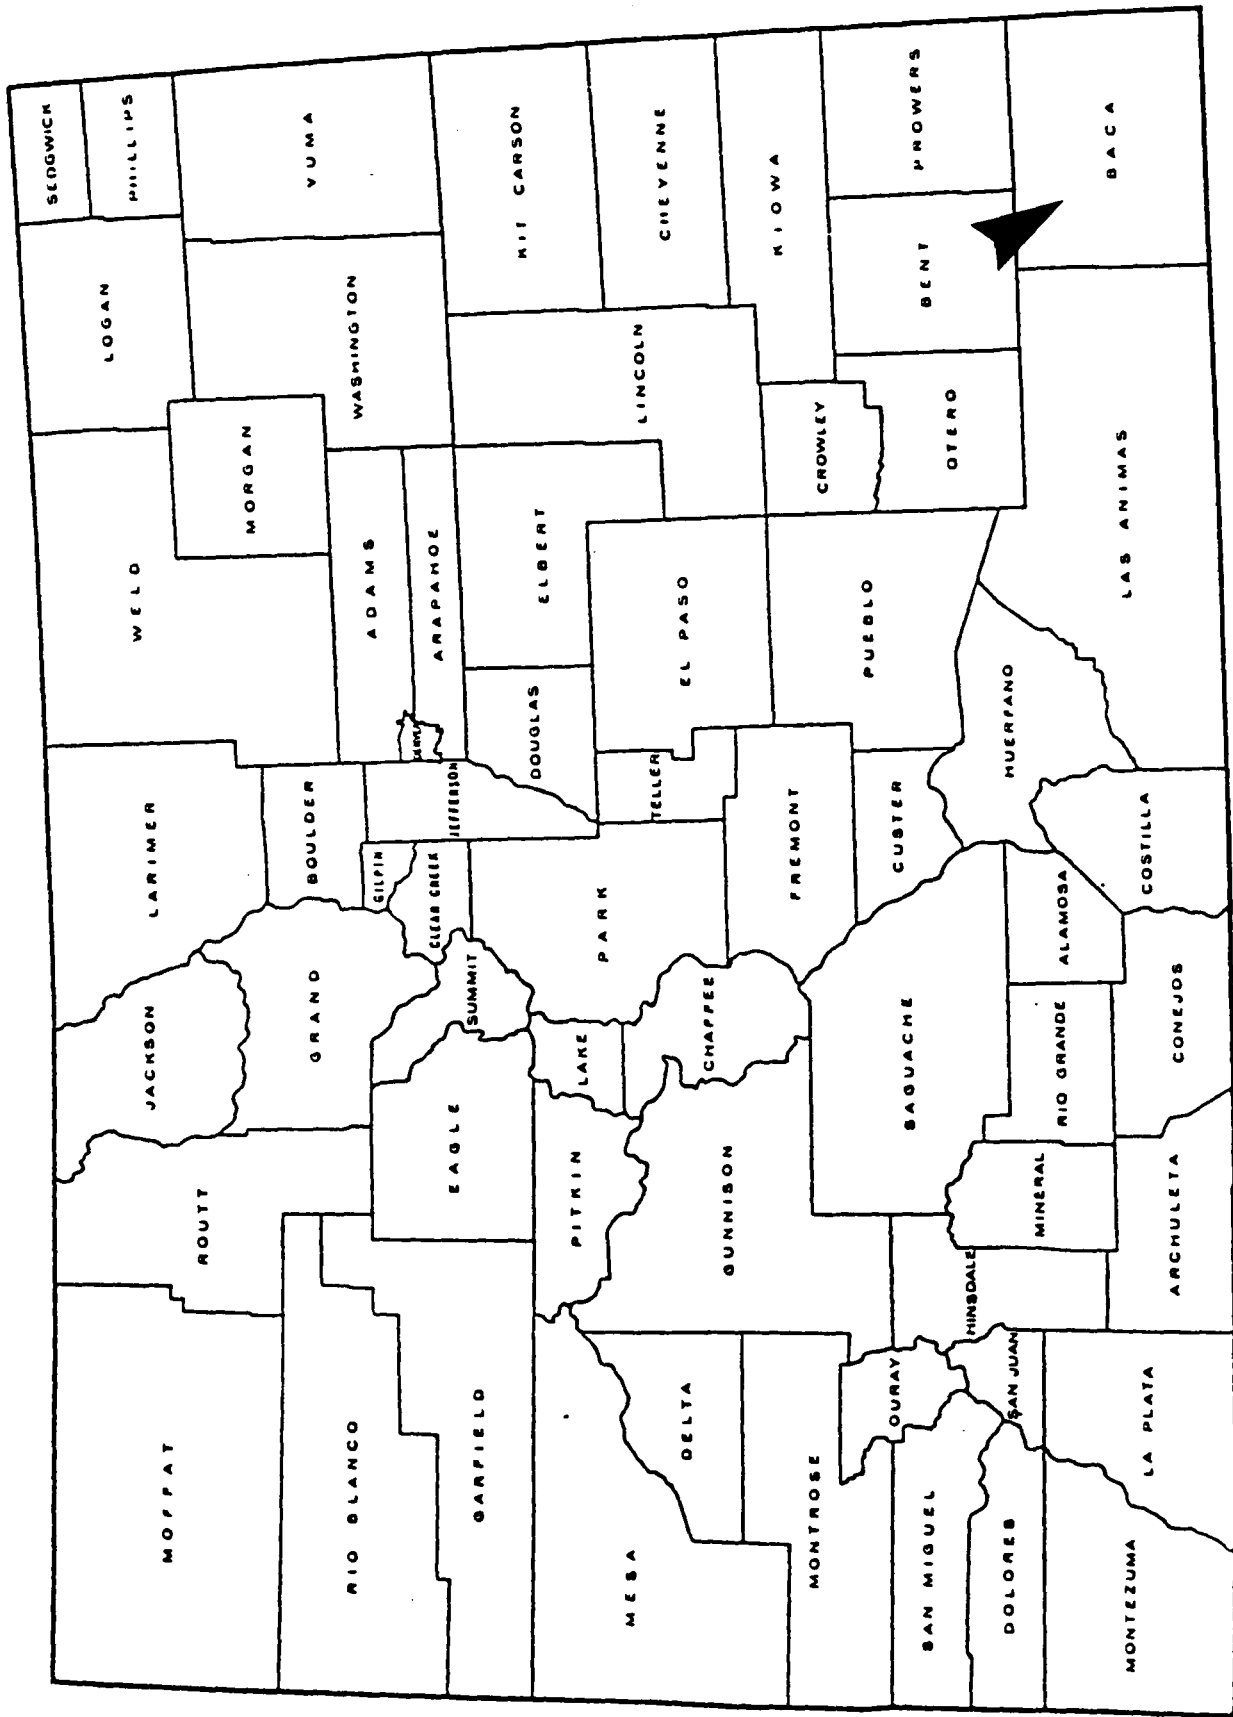 MOFFAT
ROUTT
JACKSON
LARIMER
WELD
LOGAN
SEDGWICK
PHILLIPS
MORGAN
RIO BLANCO
GRAND
BOULDER
GILPIN
ADAMS
WASHINGTON
YUMA
GARFIELD
EAGLE
SUMMIT
CLEAR CREEK
JEFFERSON
DENVER
ARAPAHOE
MESA
PITKIN
LAKE
PARK
DOUGLAS
ELBERT
LINCOLN
KIT CARSON
DELTA
GUNNISON
CHAFFEE
TELLER
EL PASO
CHEYENNE
MONTROSE
FREMONT
PUEBLO
CROWLEY
KIOWA
OURAY
SAGUACHE
CUSTER
OTERO
BENT
PROWERS
SAN MIGUEL
HINSDALE
DOLORES
SAN JUAN
MINERAL
RIO GRANDE
ALAMOSA
HUERFANO
LAS ANIMAS
BACA
MONTEZUMA
LA PLATA
ARCHULETA
CONEJOS
COSTILLA